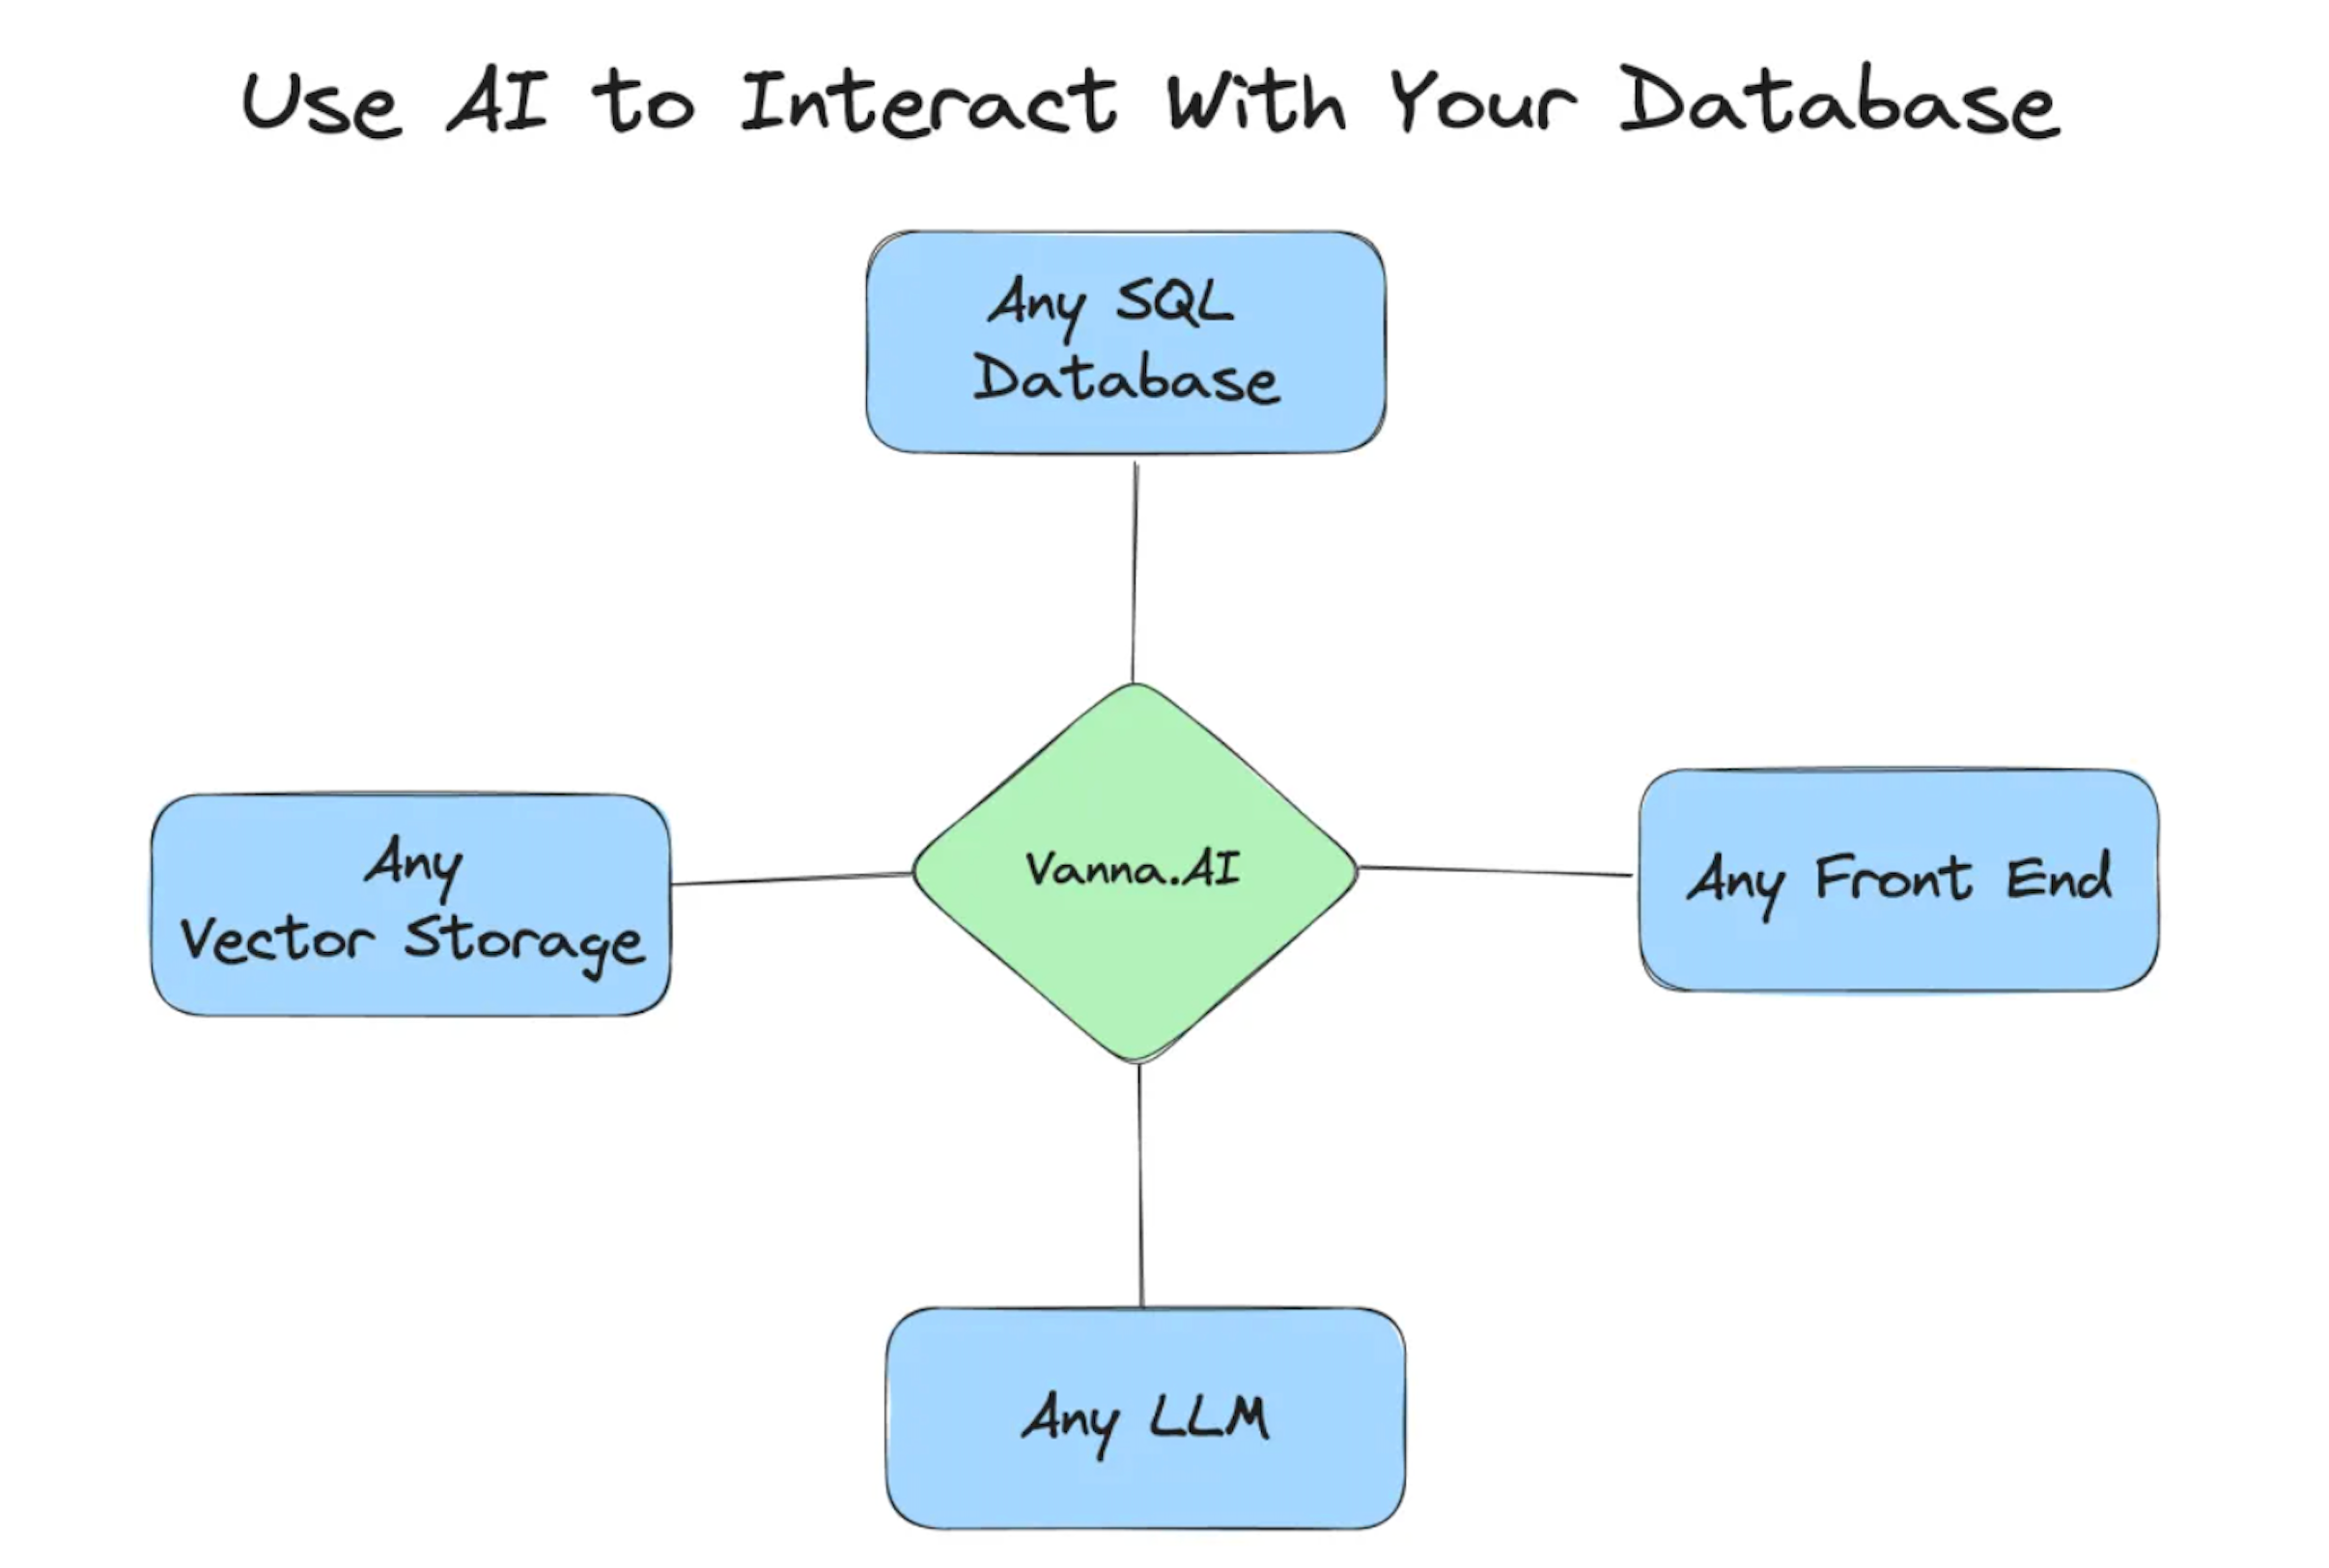 Use AI to Interact With Your Database
Any SQL
Database
Any
Vector Storage
Vanna.AI
Any Front End
Any LLM